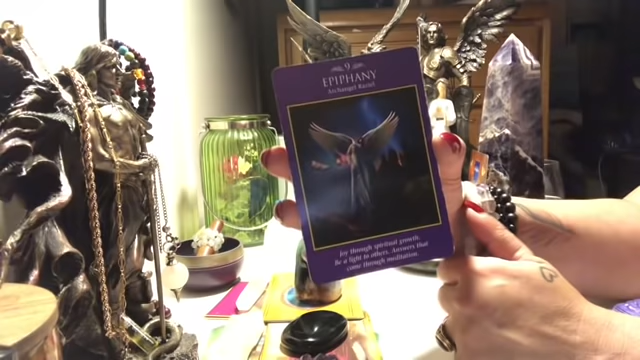 9
EPIPHANY
Archangel Raziel
Joy through spiritual growth.
Be a light to others. Answers that
come through meditation.